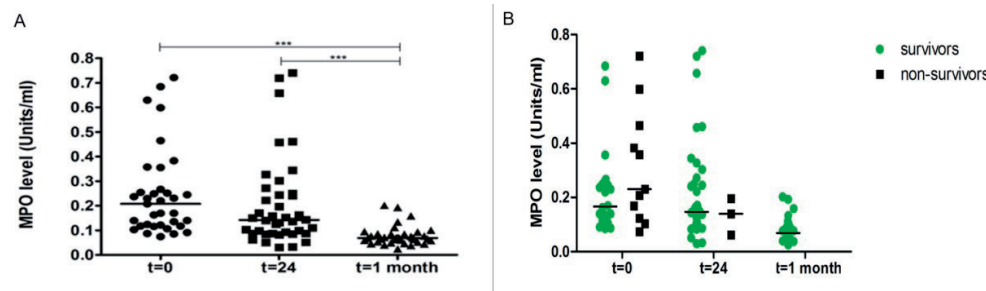 A
***
***
MPO level (Units/ml)
0.8
0.7
0.6
0.5
0.4
0.3
0.2
0.1
0.0
t=0 t=24 t=1 month
B
MPO level (Units/ml)
0.8
0.6
0.4
0.2
0.0
t=0 t=24 t=1 month
survivors
non-survivors